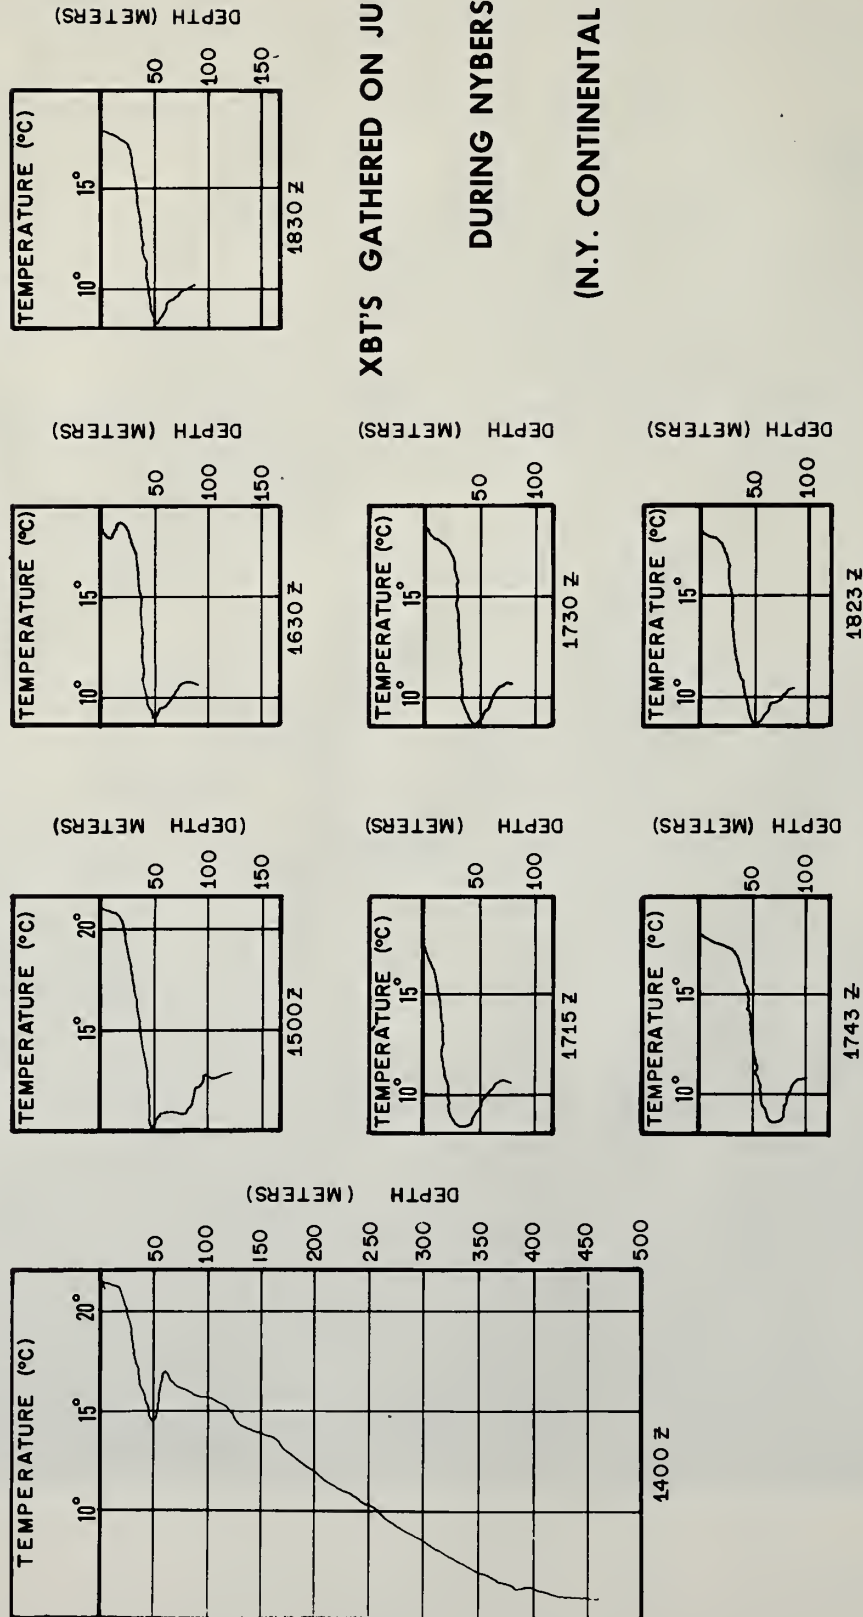 TEMPERATURE (°C)
10° 15° 20°
50
100
150
200
250
300
350
400
450
500
DEPTH (METERS)
1400 Z
TEMPERATURE (°C)
15° 20°
50
100
150
(DEPTH METERS)
1500 Z
TEMPERATURE (°C)
10° 15°
50
100
150
DEPTH (METERS)
1630 Z
TEMPERATURE (°C)
10° 15°
50
100
150
DEPTH (METERS)
1830 Z
TEMPERATURE (°C)
10° 15°
50
100
DEPTH (METERS)
1715 Z
TEMPERATURE (°C)
10° 15°
50
100
DEPTH (METERS)
1730 Z
TEMPERATURE (°C)
10° 15°
50
100
DEPTH (METERS)
1743 Z
TEMPERATURE (°C)
10° 15°
50
100
DEPTH (METERS)
1823 Z
XBT'S GATHERED ON JU
DURING NYBERS
(N.Y. CONTINENTAL